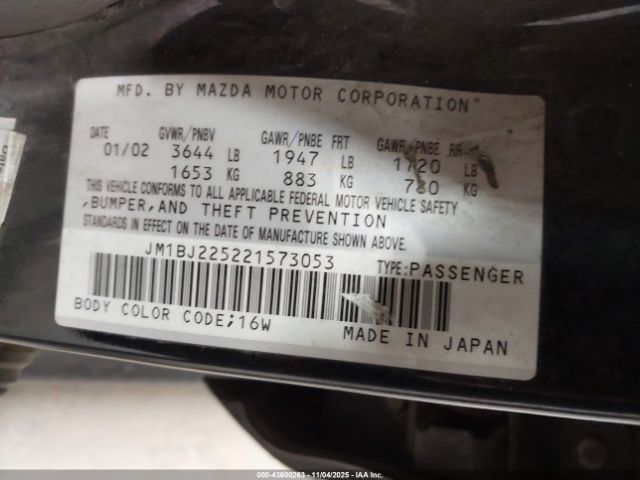 MFD. BY MAZDA MOTOR CORPORATION
DATE GVWR/PNBV GAWR/PNBE FRT GAWR/PNBE RR
01/02 3644 LB 1947 LB 1720 LB
1653 KG 883 KG 780 KG
THIS VEHICLE CONFORMS TO ALL APPLICABLE FEDERAL MOTOR VEHICLE SAFETY
,BUMPER,AND THEFT PREVENTION
STANDARDS IN EFFECT ON THE DATE OF MANUFACTURE SHOWN ABOVE.
JM1BJ225221573053 TYPE:PASSENGER
BODY COLOR CODE;16W MADE IN JAPAN
000-43600263 - 11/04/2025 - IAA Inc.